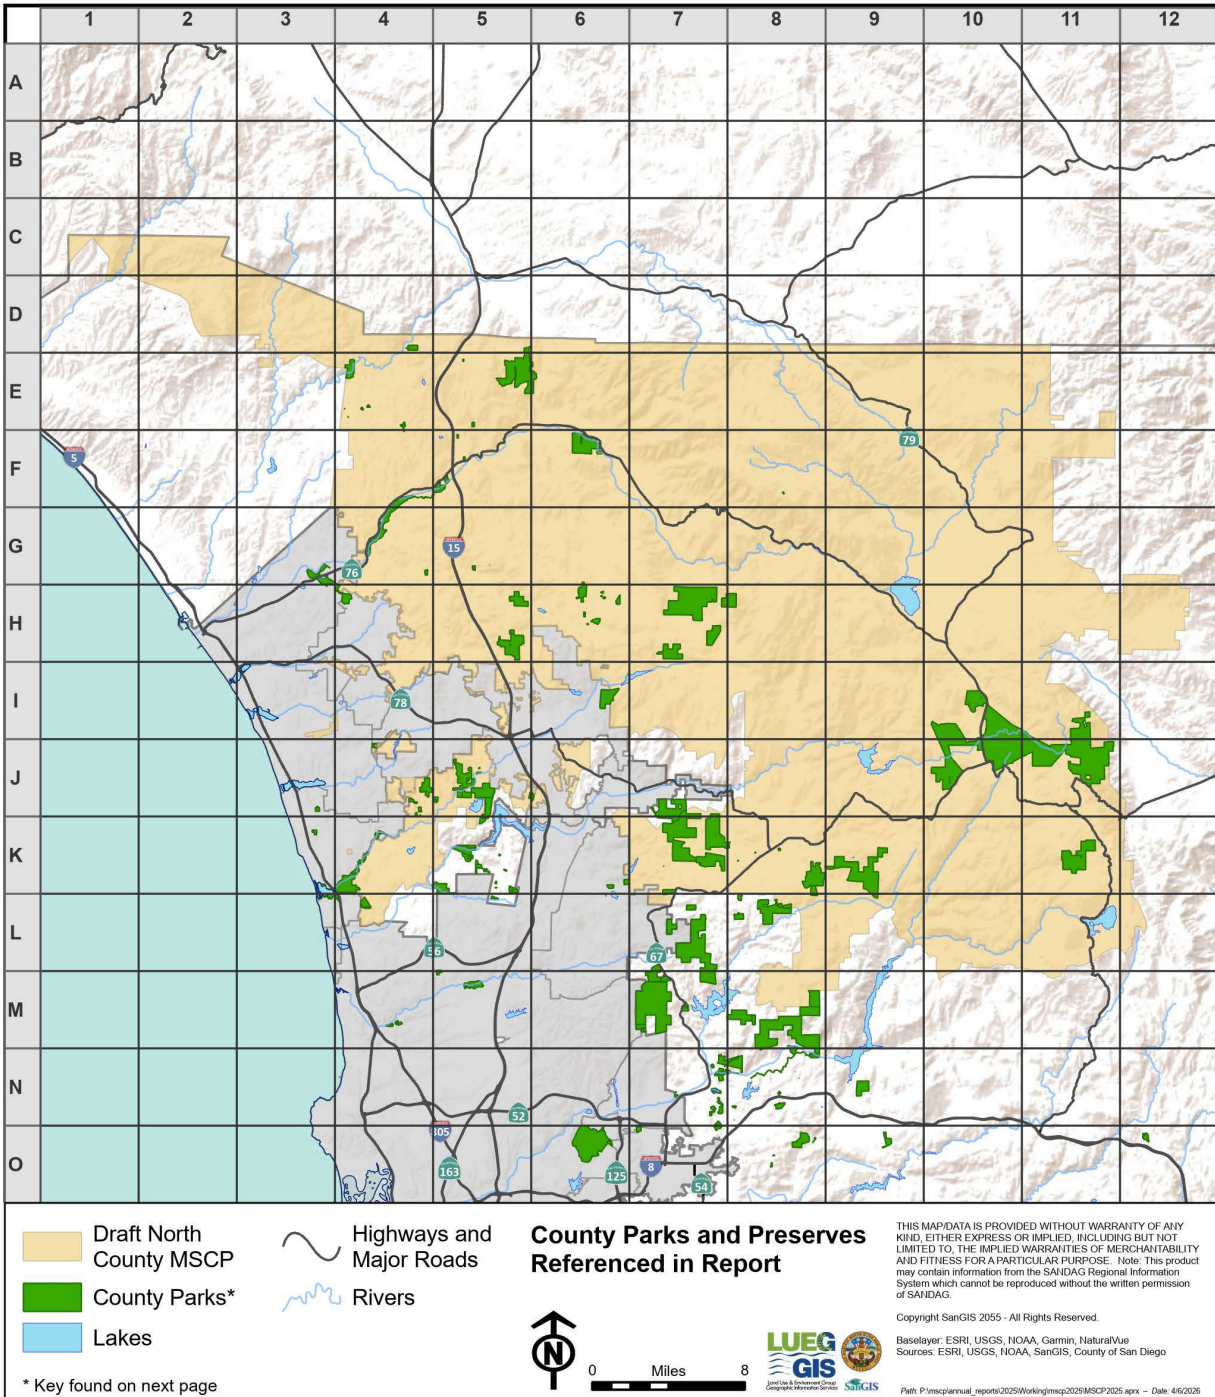 1 2 3 4 5 6 7 8 9 10 11 12
A
B
C
D
E
F
G
H
I
J
K
L
M
N
O
79
5
15
76
78
56
67
52
805
163
125
8
54
Draft North
County MSCP
County Parks*
Lakes
* Key found on next page
Highways and
Major Roads
Rivers
County Parks and Preserves
Referenced in Report
N
0 Miles 8
LUEG
GIS
Land Use & Environment Group
Geographic Information Services
SanGIS
THIS MAP/DATA IS PROVIDED WITHOUT WARRANTY OF ANY
KIND, EITHER EXPRESS OR IMPLIED, INCLUDING BUT NOT
LIMITED TO, THE IMPLIED WARRANTIES OF MERCHANTABILITY
AND FITNESS FOR A PARTICULAR PURPOSE. Note: This product
may contain information from the SANDAG Regional Information
System which cannot be reproduced without the written permission
of SANDAG.
Copyright SanGIS 2055 - All Rights Reserved.
Baselayer: ESRI, USGS, NOAA, Garmin, NaturalVue
Sources: ESRI, USGS, NOAA, SanGIS, County of San Diego
Path: P:\mscp\annual_reports\2025\Working\mscp2025\MSCP2025.aprx – Date: 4/6/2026